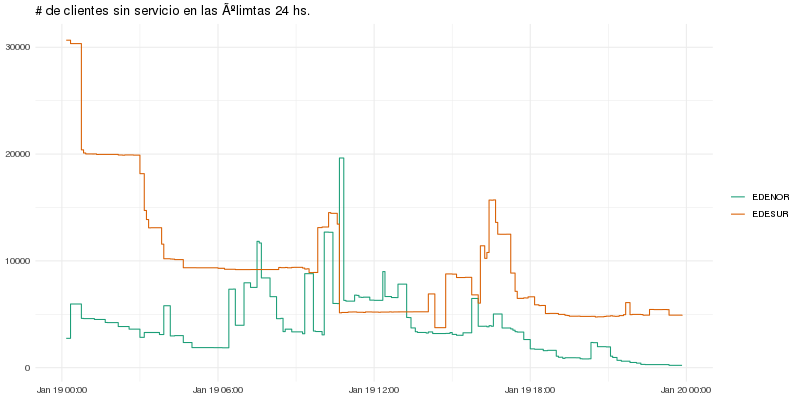 # de clientes sin servicio en las Ãºlimtas 24 hs.
30000
20000
10000
0
Jan 19 00:00
Jan 19 06:00
Jan 19 12:00
Jan 19 18:00
Jan 20 00:00
EDENOR
EDESUR